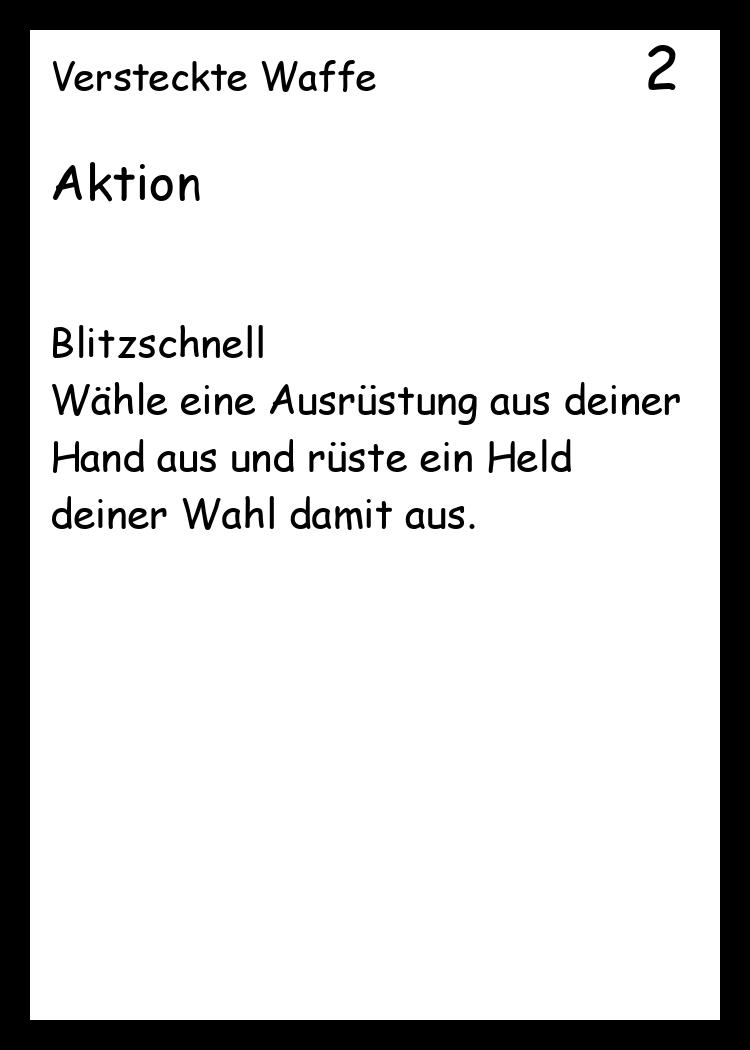 Versteckte Waffe 2
Aktion
Blitzschnell
Wähle eine Ausrüstung aus deiner
Hand aus und rüste ein Held
deiner Wahl damit aus.